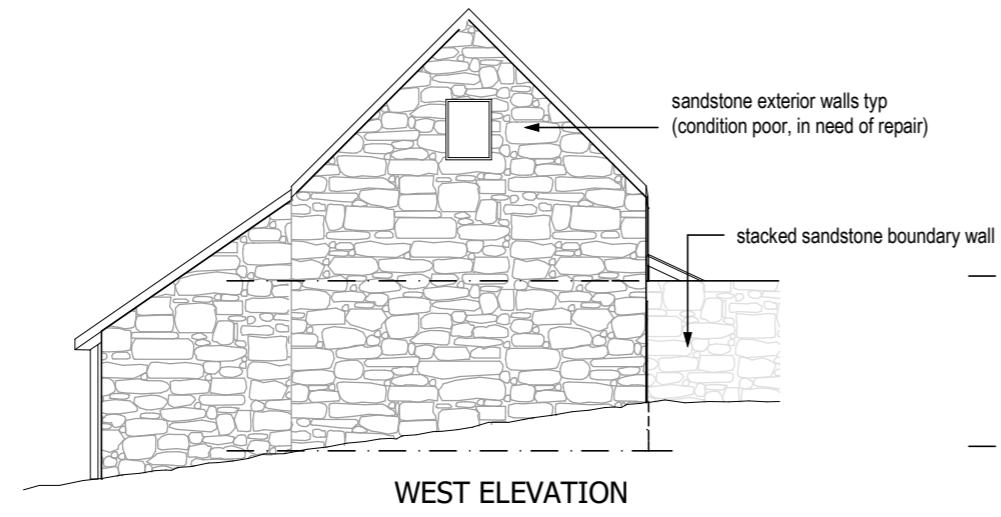 sandstone exterior walls typ
(condition poor, in need of repair)
stacked sandstone boundary wall
WEST ELEVATION